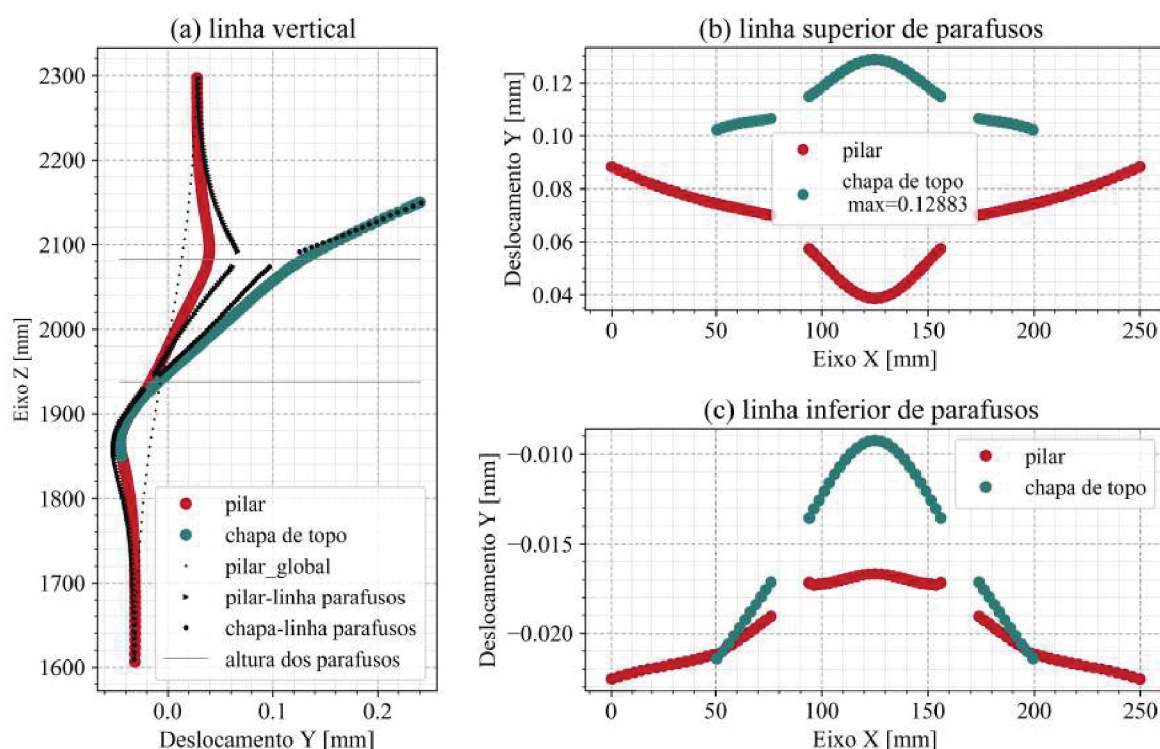 (a) linha vertical
2300
2200
2100
2000
1900
1800
1700
1600
Eixo Z [mm]
0.0
0.1
0.2
Deslocamento Y [mm]
pilar
chapa de topo
pilar_global
pilar-linha parafusos
chapa-linha parafusos
altura dos parafusos
(b) linha superior de parafusos
0.12
0.10
0.08
0.06
0.04
Deslocamento Y [mm]
pilar
chapa de topo
max=0.12883
0
50
100
150
200
250
Eixo X [mm]
(c) linha inferior de parafusos
−0.010
−0.015
−0.020
Deslocamento Y [mm]
pilar
chapa de topo
0
50
100
150
200
250
Eixo X [mm]